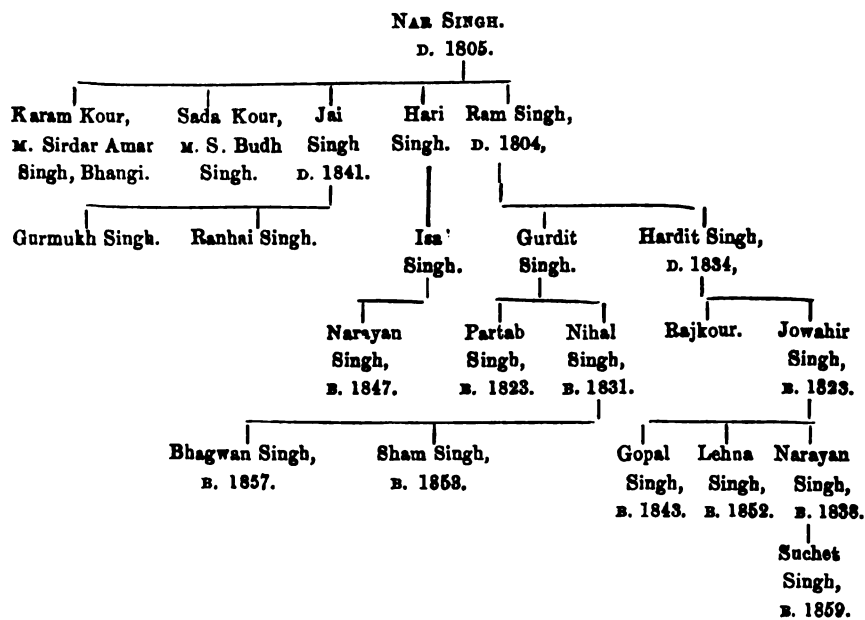 NAR SINGH.
D. 1805.
Karam Kour, Sada Kour, Jai Hari Ram Singh,
M. Sirdar Amar M. S. Budh Singh Singh. D. 1804,
Singh, Bhangi. Singh. D. 1841.
Gurmukh Singh. Ranhai Singh. Isa' Gurdit Hardit Singh,
Singh. Singh. D. 1834,
Narayan Partab Nihal Rajkour. Jowahir
Singh, Singh, Singh, Singh,
B. 1847. B. 1823. B. 1831. B. 1823.
Bhagwan Singh, Sham Singh, Gopal Lehna Narayan
B. 1857. B. 1858. Singh, Singh, Singh,
B. 1843. B. 1852. B. 1838.
Suchet
Singh,
B. 1859.